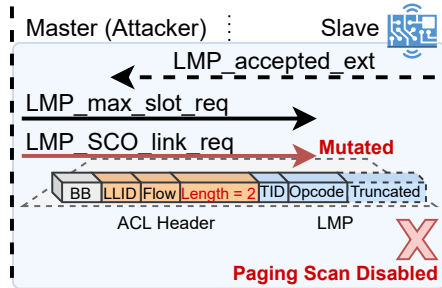 Master (Attacker) Slave
LMP_accepted_ext
LMP_max_slot_req
LMP_SCO_link_req
Mutated
BB LLID Flow Length = 2 TID Opcode Truncated
ACL Header LMP
X
Paging Scan Disabled